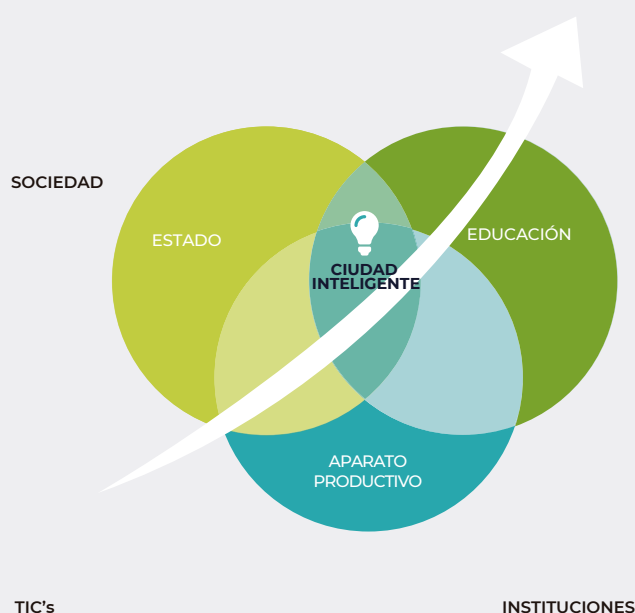 SOCIEDAD
ESTADO
EDUCACIÓN
CIUDAD
INTELIGENTE
APARATO
PRODUCTIVO
TIC's
INSTITUCIONES